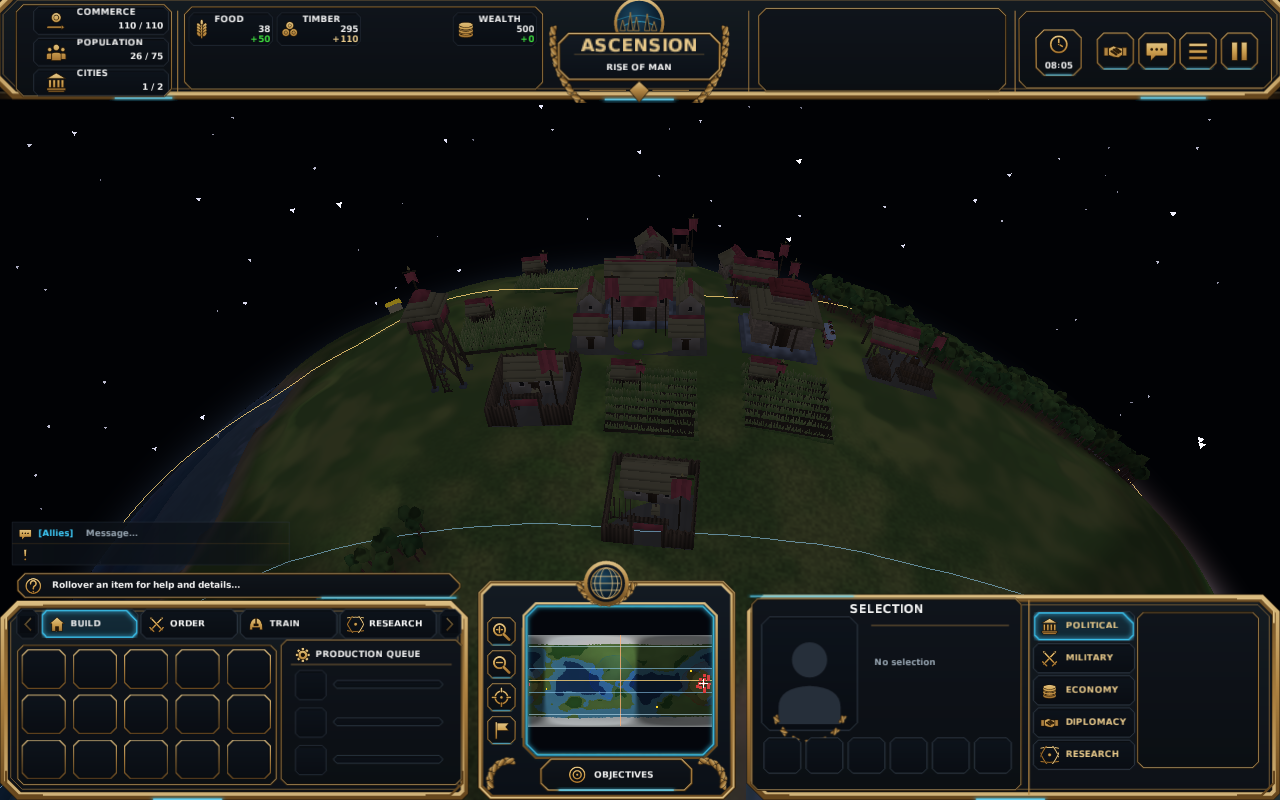 COMMERCE
110 / 110
POPULATION
26 / 75
CITIES
1 / 2
FOOD
38
+50
TIMBER
295
+110
WEALTH
500
+0
ASCENSION
RISE OF MAN
08:05
[Allies] Message...
!
Rollover an item for help and details...
BUILD
ORDER
TRAIN
RESEARCH
PRODUCTION QUEUE
OBJECTIVES
SELECTION
No selection
POLITICAL
MILITARY
ECONOMY
DIPLOMACY
RESEARCH